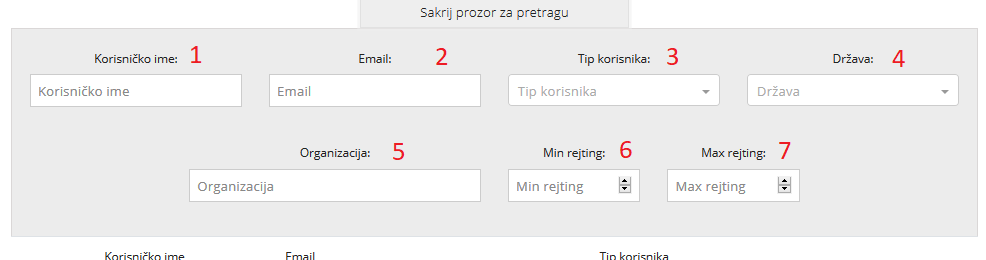 Sakrij prozor za pretragu
Korisničko ime: 1 Email: 2 Tip korisnika: 3 Država: 4
Korisničko ime Email Tip korisnika Država
Organizacija: 5 Min rejting: 6 Max rejting: 7
Organizacija Min rejting Max rejting
Korisničko ime Email Tip korisnika